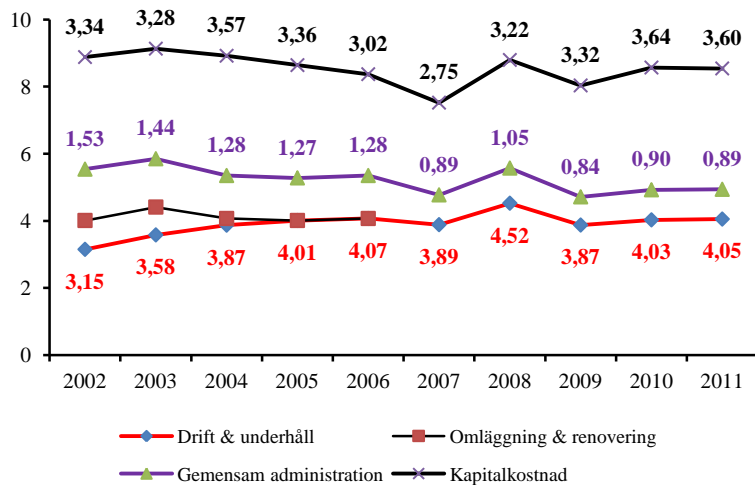 10
3,34 3,28 3,57 3,36 3,02 2,75 3,22 3,32 3,64 3,60
8
1,53 1,44 1,28 1,27 1,28 0,89 1,05 0,84 0,90 0,89
6
4
3,15 3,58 3,87 4,01 4,07 3,89 4,52 3,87 4,03 4,05
2
0
2002 2003 2004 2005 2006 2007 2008 2009 2010 2011
Drift & underhåll Omläggning & renovering
Gemensam administration Kapitalkostnad